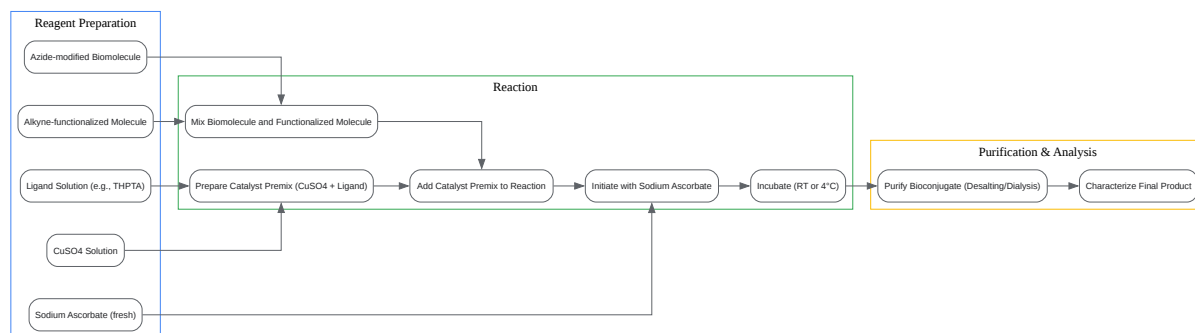 Reagent Preparation
Azide-modified Biomolecule
Alkyne-functionalized Molecule
Ligand Solution (e.g., THPTA)
CuSO4 Solution
Sodium Ascorbate (fresh)
Reaction
Mix Biomolecule and Functionalized Molecule
Prepare Catalyst Premix (CuSO4 + Ligand)
Add Catalyst Premix to Reaction
Initiate with Sodium Ascorbate
Incubate (RT or 4°C)
Purification & Analysis
Purify Bioconjugate (Desalting/Dialysis)
Characterize Final Product